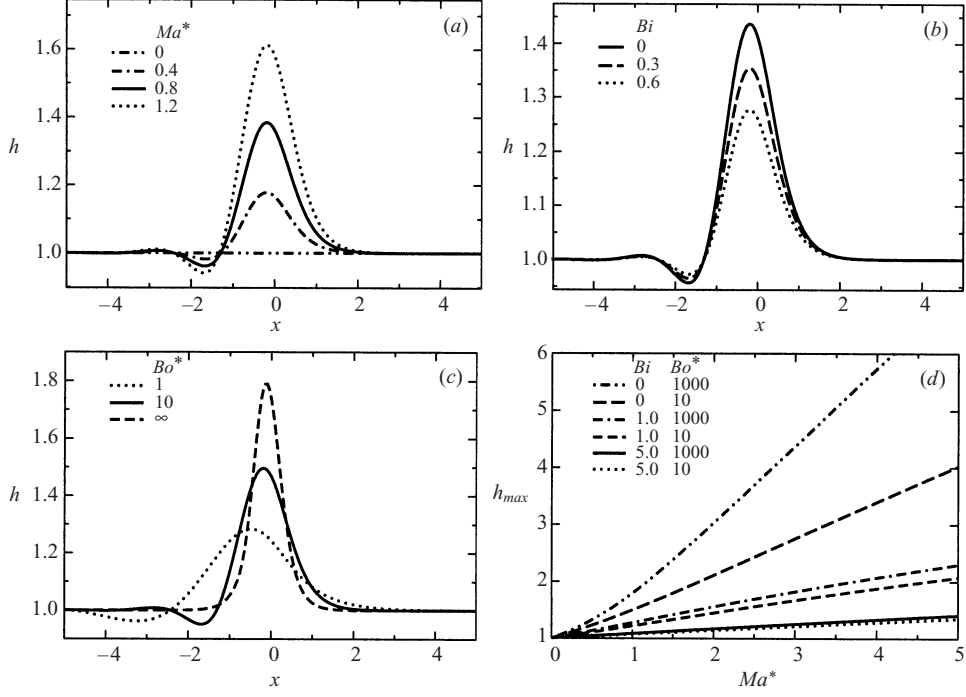 h
(a)
Ma*
0
0.4
0.8
1.2
1.6
1.4
1.2
1.0
−4 −2 0 2 4
x
h
(b)
Bi
0
0.3
0.6
1.4
1.3
1.2
1.1
1.0
−4 −2 0 2 4
x
h
(c)
Bo*
1
10
∞
1.8
1.6
1.4
1.2
1.0
−4 −2 0 2 4
x
h_max
(d)
Bi Bo*
0 1000
0 10
1.0 1000
1.0 10
5.0 1000
5.0 10
6
5
4
3
2
1
0 1 2 3 4 5
Ma*